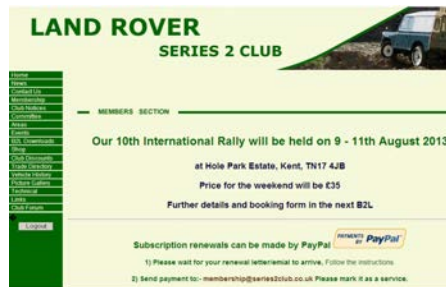 LAND ROVER
SERIES 2 CLUB
Home
News
Contact Us
Membership
Club Notices
Committee
Areas
Events
B2L Downloads
Shop
Club Discounts
Trade Directory
Vehicle History
Picture Gallery
Technical
Links
Club Forum
Logout
MEMBERS SECTION
Our 10th International Rally will be held on 9 - 11th August 2013
at Hole Park Estate, Kent, TN17 4JB
Price for the weekend will be £35
Further details and booking form in the next B2L
Subscription renewals can be made by PayPal PAYMENTS BY PayPal
1) Please wait for your renewal letter/email to arrive, Follow the instructions
2) Send payment to:- membership@series2club.co.uk Please mark it as a service.